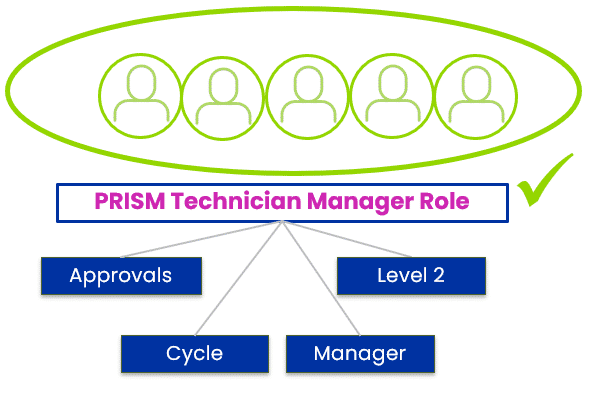 PRISM Technician Manager Role
Approvals
Level 2
Cycle
Manager